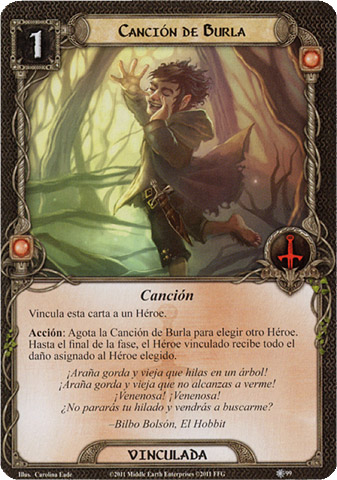 1
Canción de Burla
Canción
Vincula esta carta a un Héroe.
Acción: Agota la Canción de Burla para elegir otro Héroe.
Hasta el final de la fase, el Héroe vinculado recibe todo el
daño asignado al Héroe elegido.
¡Araña gorda y vieja que hilas en un árbol!
¡Araña gorda y vieja que no alcanzas a verme!
¡Venenosa! ¡Venenosa!
¿No pararás tu hilado y vendrás a buscarme?
–Bilbo Bolsón, El Hobbit
VINCULADA
Illus. Carolina Eade ©2011 Middle Earth Enterprises ©2011 FFG 99